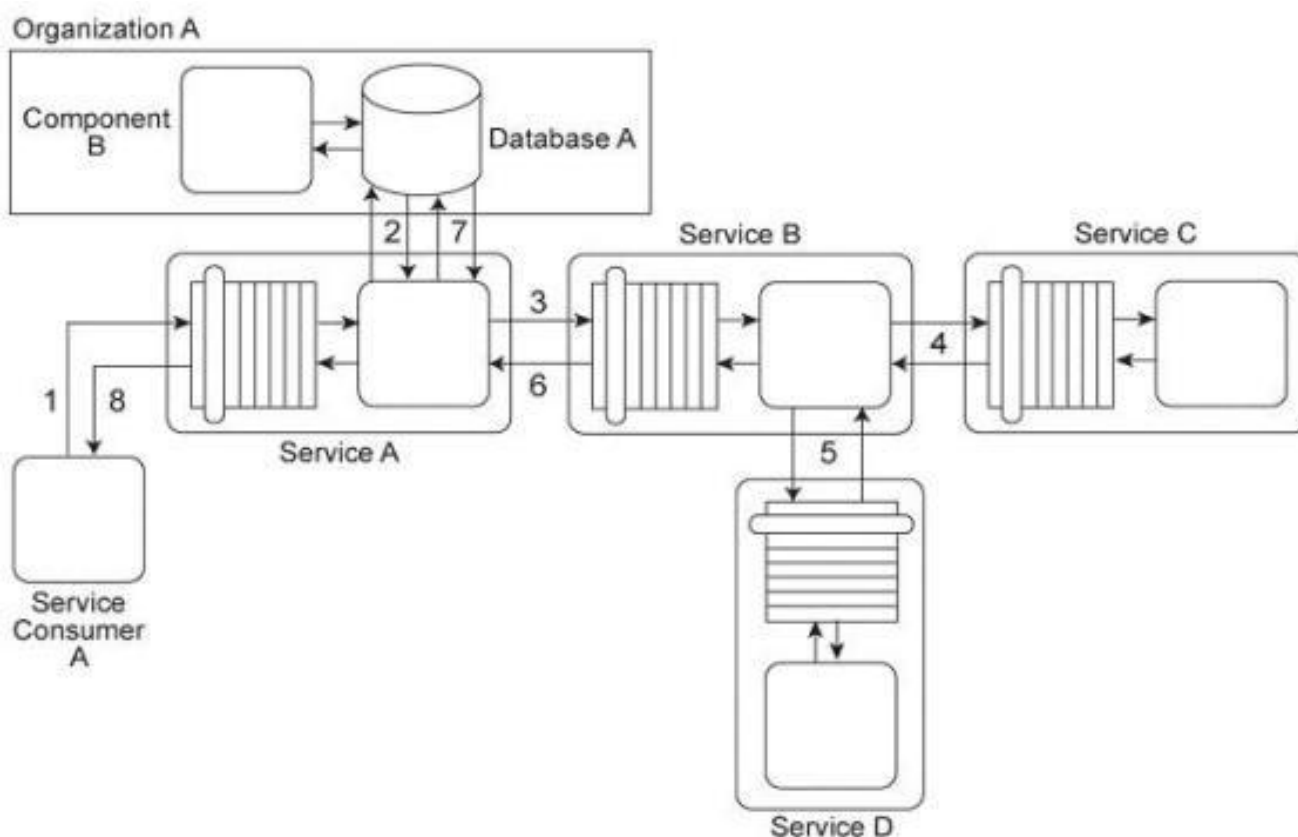 Organization A
Component
B
Database A
2
7
Service B
Service C
3
4
1
8
6
Service A
5
Service
Consumer
A
Service D